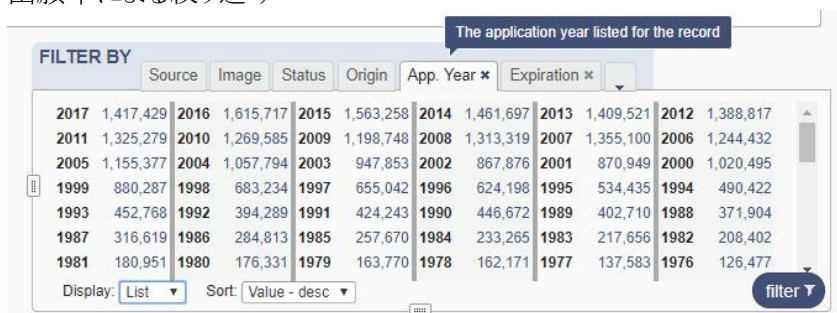 The application year listed for the record
FILTER BY
Source Image Status Origin App. Year × Expiration ×
2017 1,417,429 2016 1,615,717 2015 1,563,258 2014 1,461,697 2013 1,409,521 2012 1,388,817
2011 1,325,279 2010 1,269,585 2009 1,198,748 2008 1,313,319 2007 1,355,100 2006 1,244,432
2005 1,155,377 2004 1,057,794 2003 947,853 2002 867,876 2001 870,949 2000 1,020,495
1999 880,287 1998 683,234 1997 655,042 1996 624,198 1995 534,435 1994 490,422
1993 452,768 1992 394,289 1991 424,243 1990 446,672 1989 402,710 1988 371,904
1987 316,619 1986 284,813 1985 257,670 1984 233,265 1983 217,656 1982 208,402
1981 180,951 1980 176,331 1979 163,770 1978 162,171 1977 137,583 1976 126,477
Display: List Sort: Value - desc filter